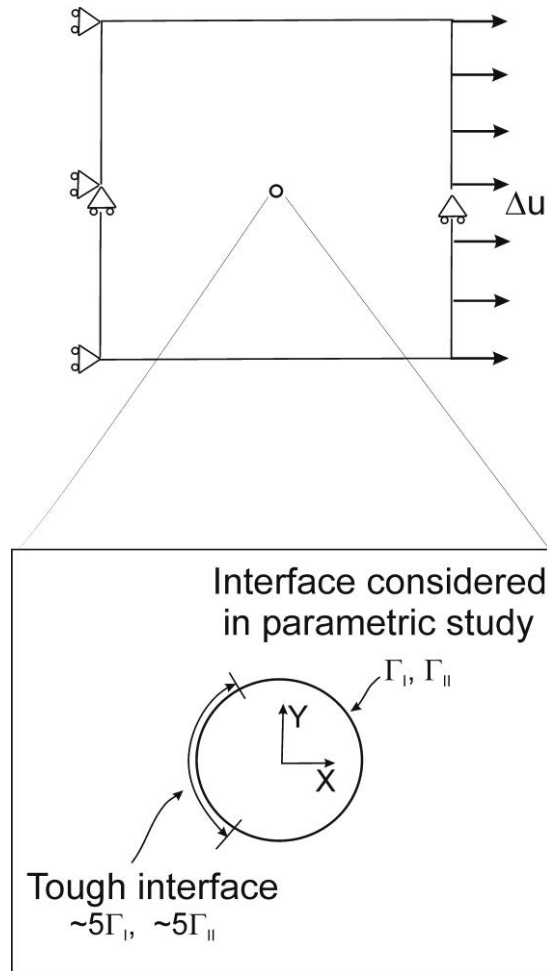 Δu
Interface considered
in parametric study
ΓI, ΓII
Y
X
Tough interface
~5ΓI, ~5ΓII